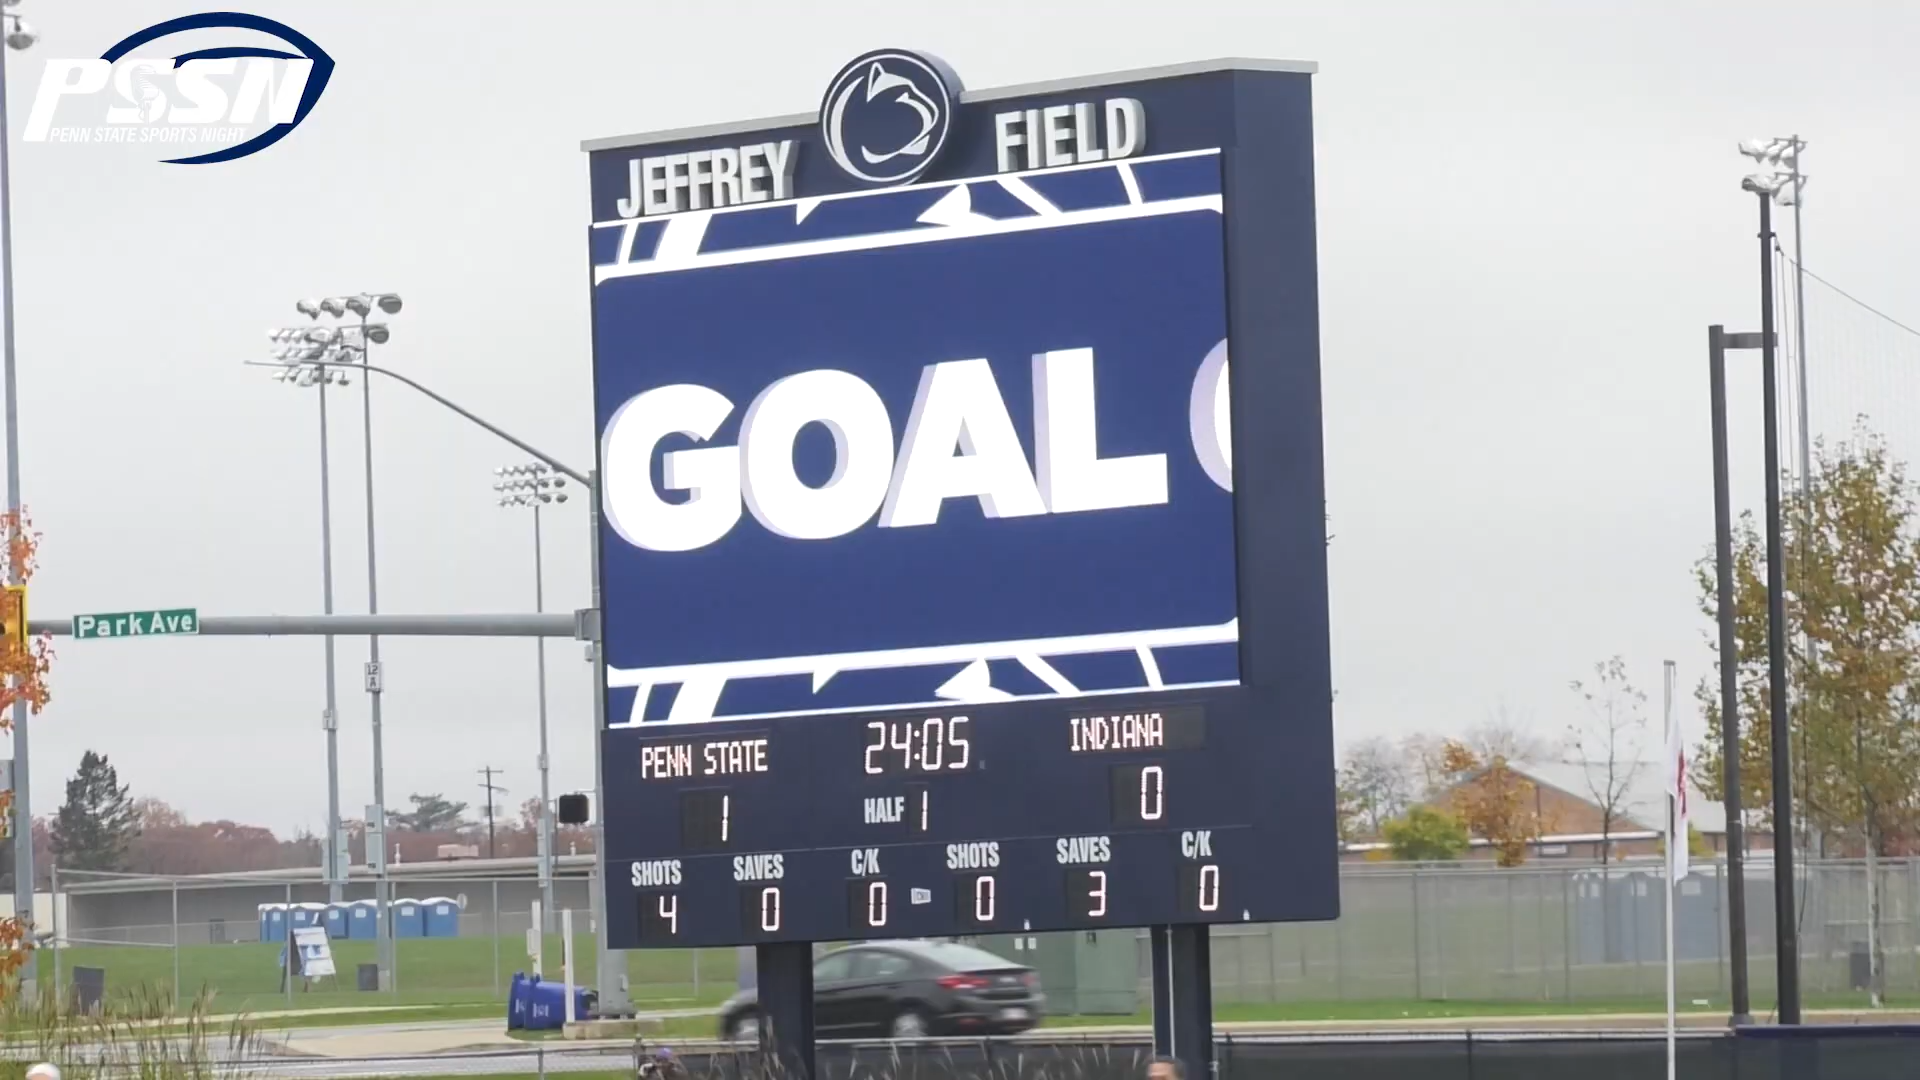 PSSN
PENN STATE SPORTS NIGHT
JEFFREY FIELD
GOAL
Park Ave
12
A
PENN STATE 24:05 INDIANA
1 HALF 1 0
SHOTS SAVES C/K SHOTS SAVES C/K
4 0 0 0 3 0